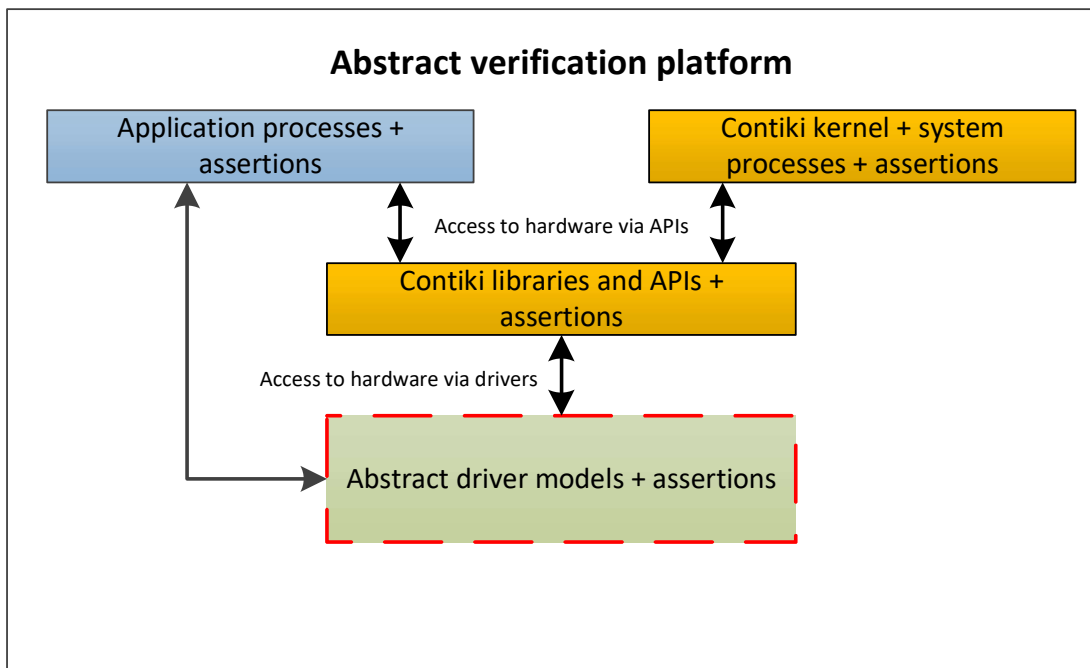 Abstract verification platform
Application processes +
assertions
Contiki kernel + system
processes + assertions
Access to hardware via APIs
Contiki libraries and APIs +
assertions
Access to hardware via drivers
Abstract driver models + assertions